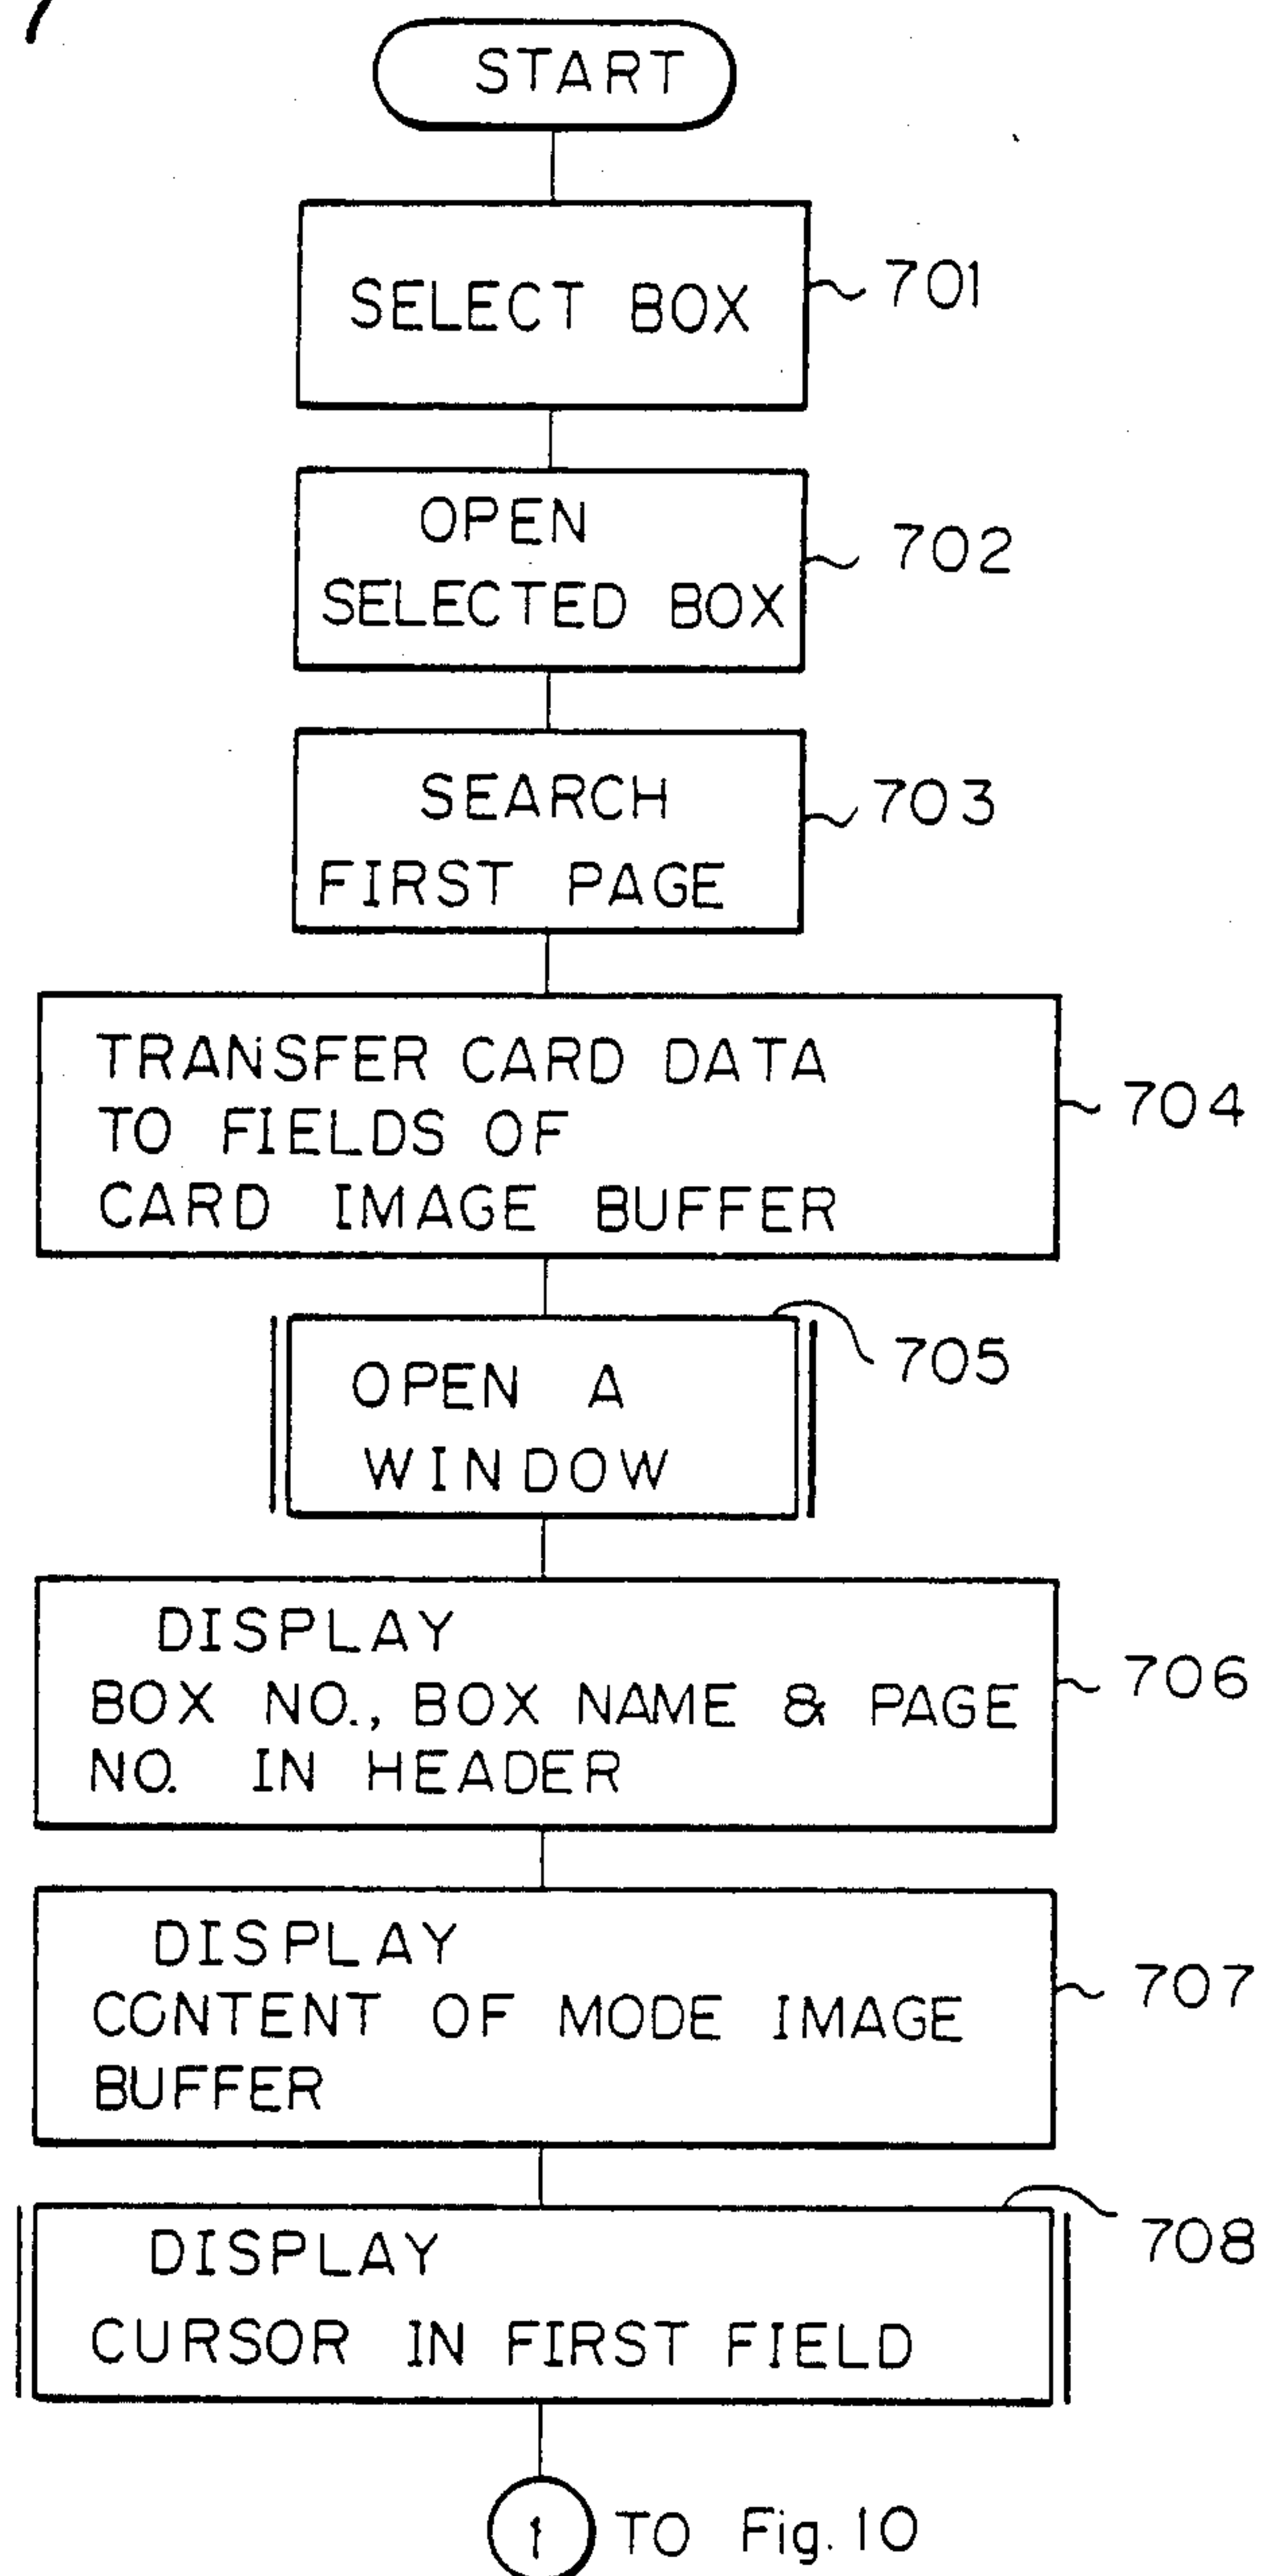 START
SELECT BOX
701
OPEN
SELECTED BOX
702
SEARCH
FIRST PAGE
703
TRANSFER CARD DATA
TO FIELDS OF
CARD IMAGE BUFFER
704
OPEN A
WINDOW
705
DISPLAY
BOX NO., BOX NAME & PAGE
NO. IN HEADER
706
DISPLAY
CONTENT OF MODE IMAGE
BUFFER
707
DISPLAY
CURSOR IN FIRST FIELD
708
1 TO Fig. 10